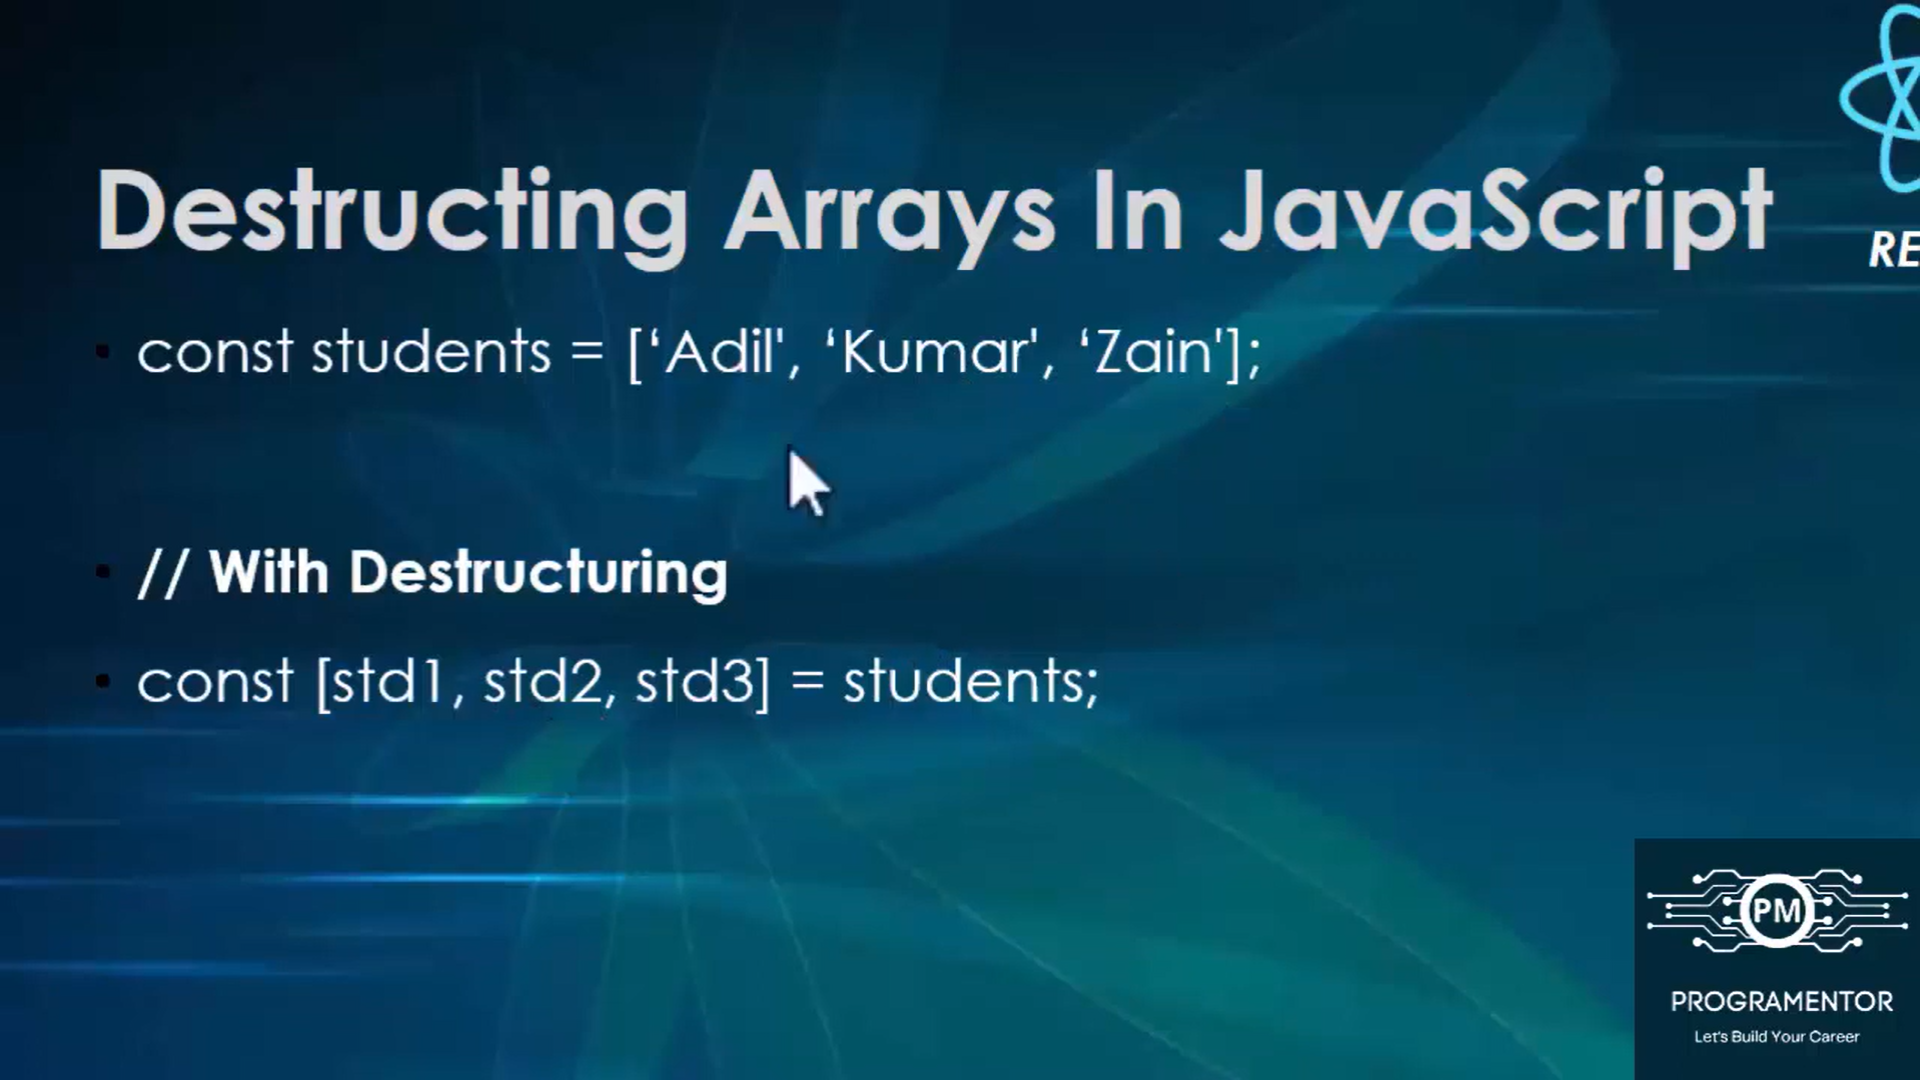 Destructing Arrays In JavaScript
RE
const students = [‘Adil', ‘Kumar', ‘Zain'];
// With Destructuring
const [std1, std2, std3] = students;
PM
PROGRAMENTOR
Let's Build Your Career